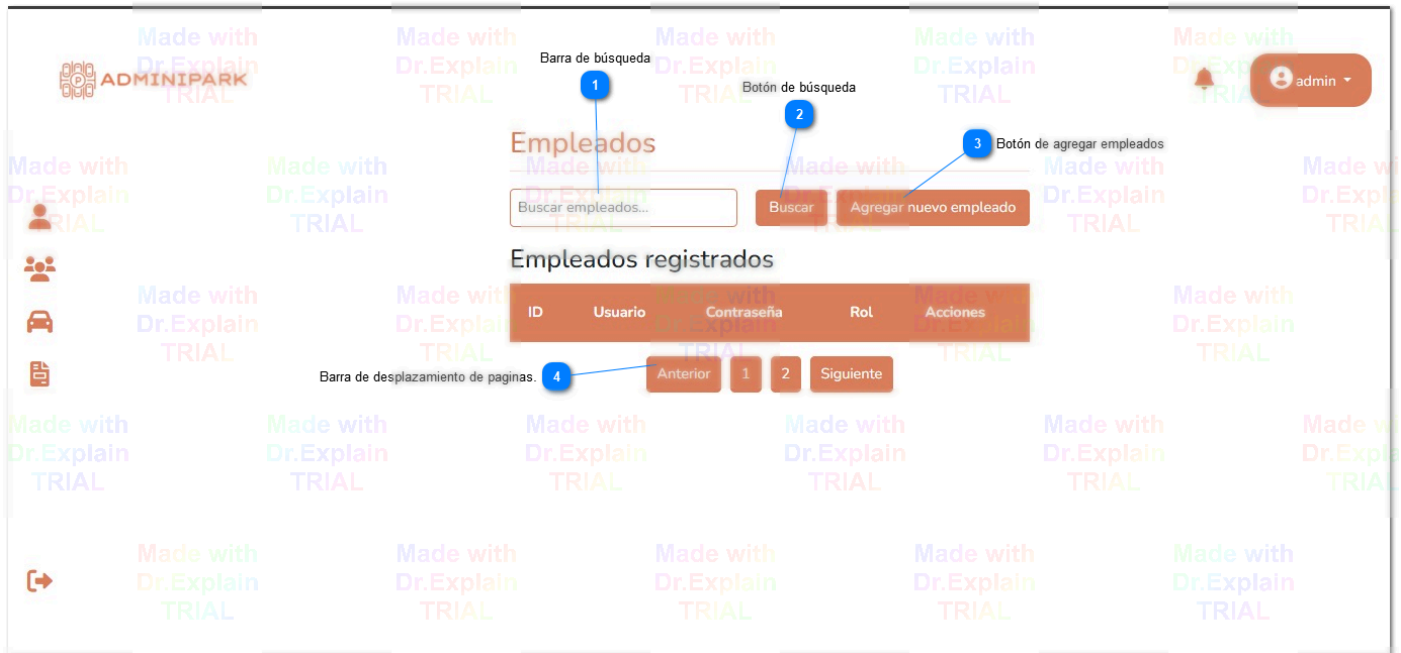 Barra de búsqueda
1
ADMINIPARK
admin
Botón de búsqueda
2
Empleados
3 Botón de agregar empleados
Buscar empleados...
Buscar
Agregar nuevo empleado
Empleados registrados
ID Usuario Contraseña Rol Acciones
Barra de desplazamiento de paginas. 4
Anterior 1 2 Siguiente
Made with
Dr.Explain
TRIAL